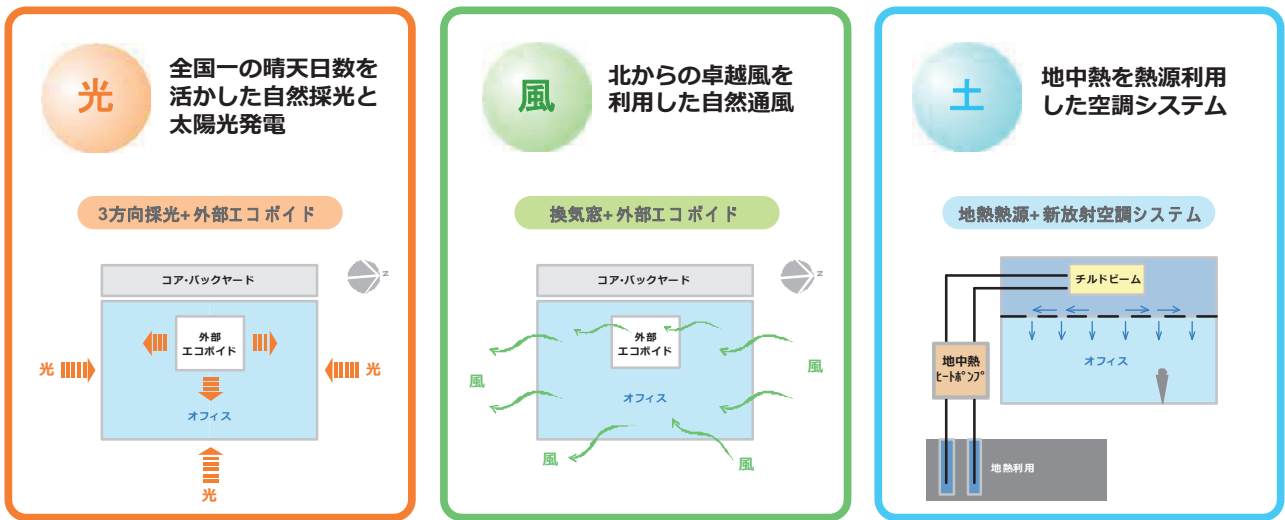 光
全国一の晴天日数を
活かした自然採光と
太陽光発電
3方向採光+外部エコボイド
コア・バックヤード
N
外部
エコボイド
光
光
オフィス
光
風
北からの卓越風を
利用した自然通風
換気窓+外部エコボイド
コア・バックヤード
N
外部
エコボイド
風
風
オフィス
風
風
土
地中熱を熱源利用
した空調システム
地熱熱源+新放射空調システム
チルドビーム
地中熱
ヒートポンプ
オフィス
地熱利用